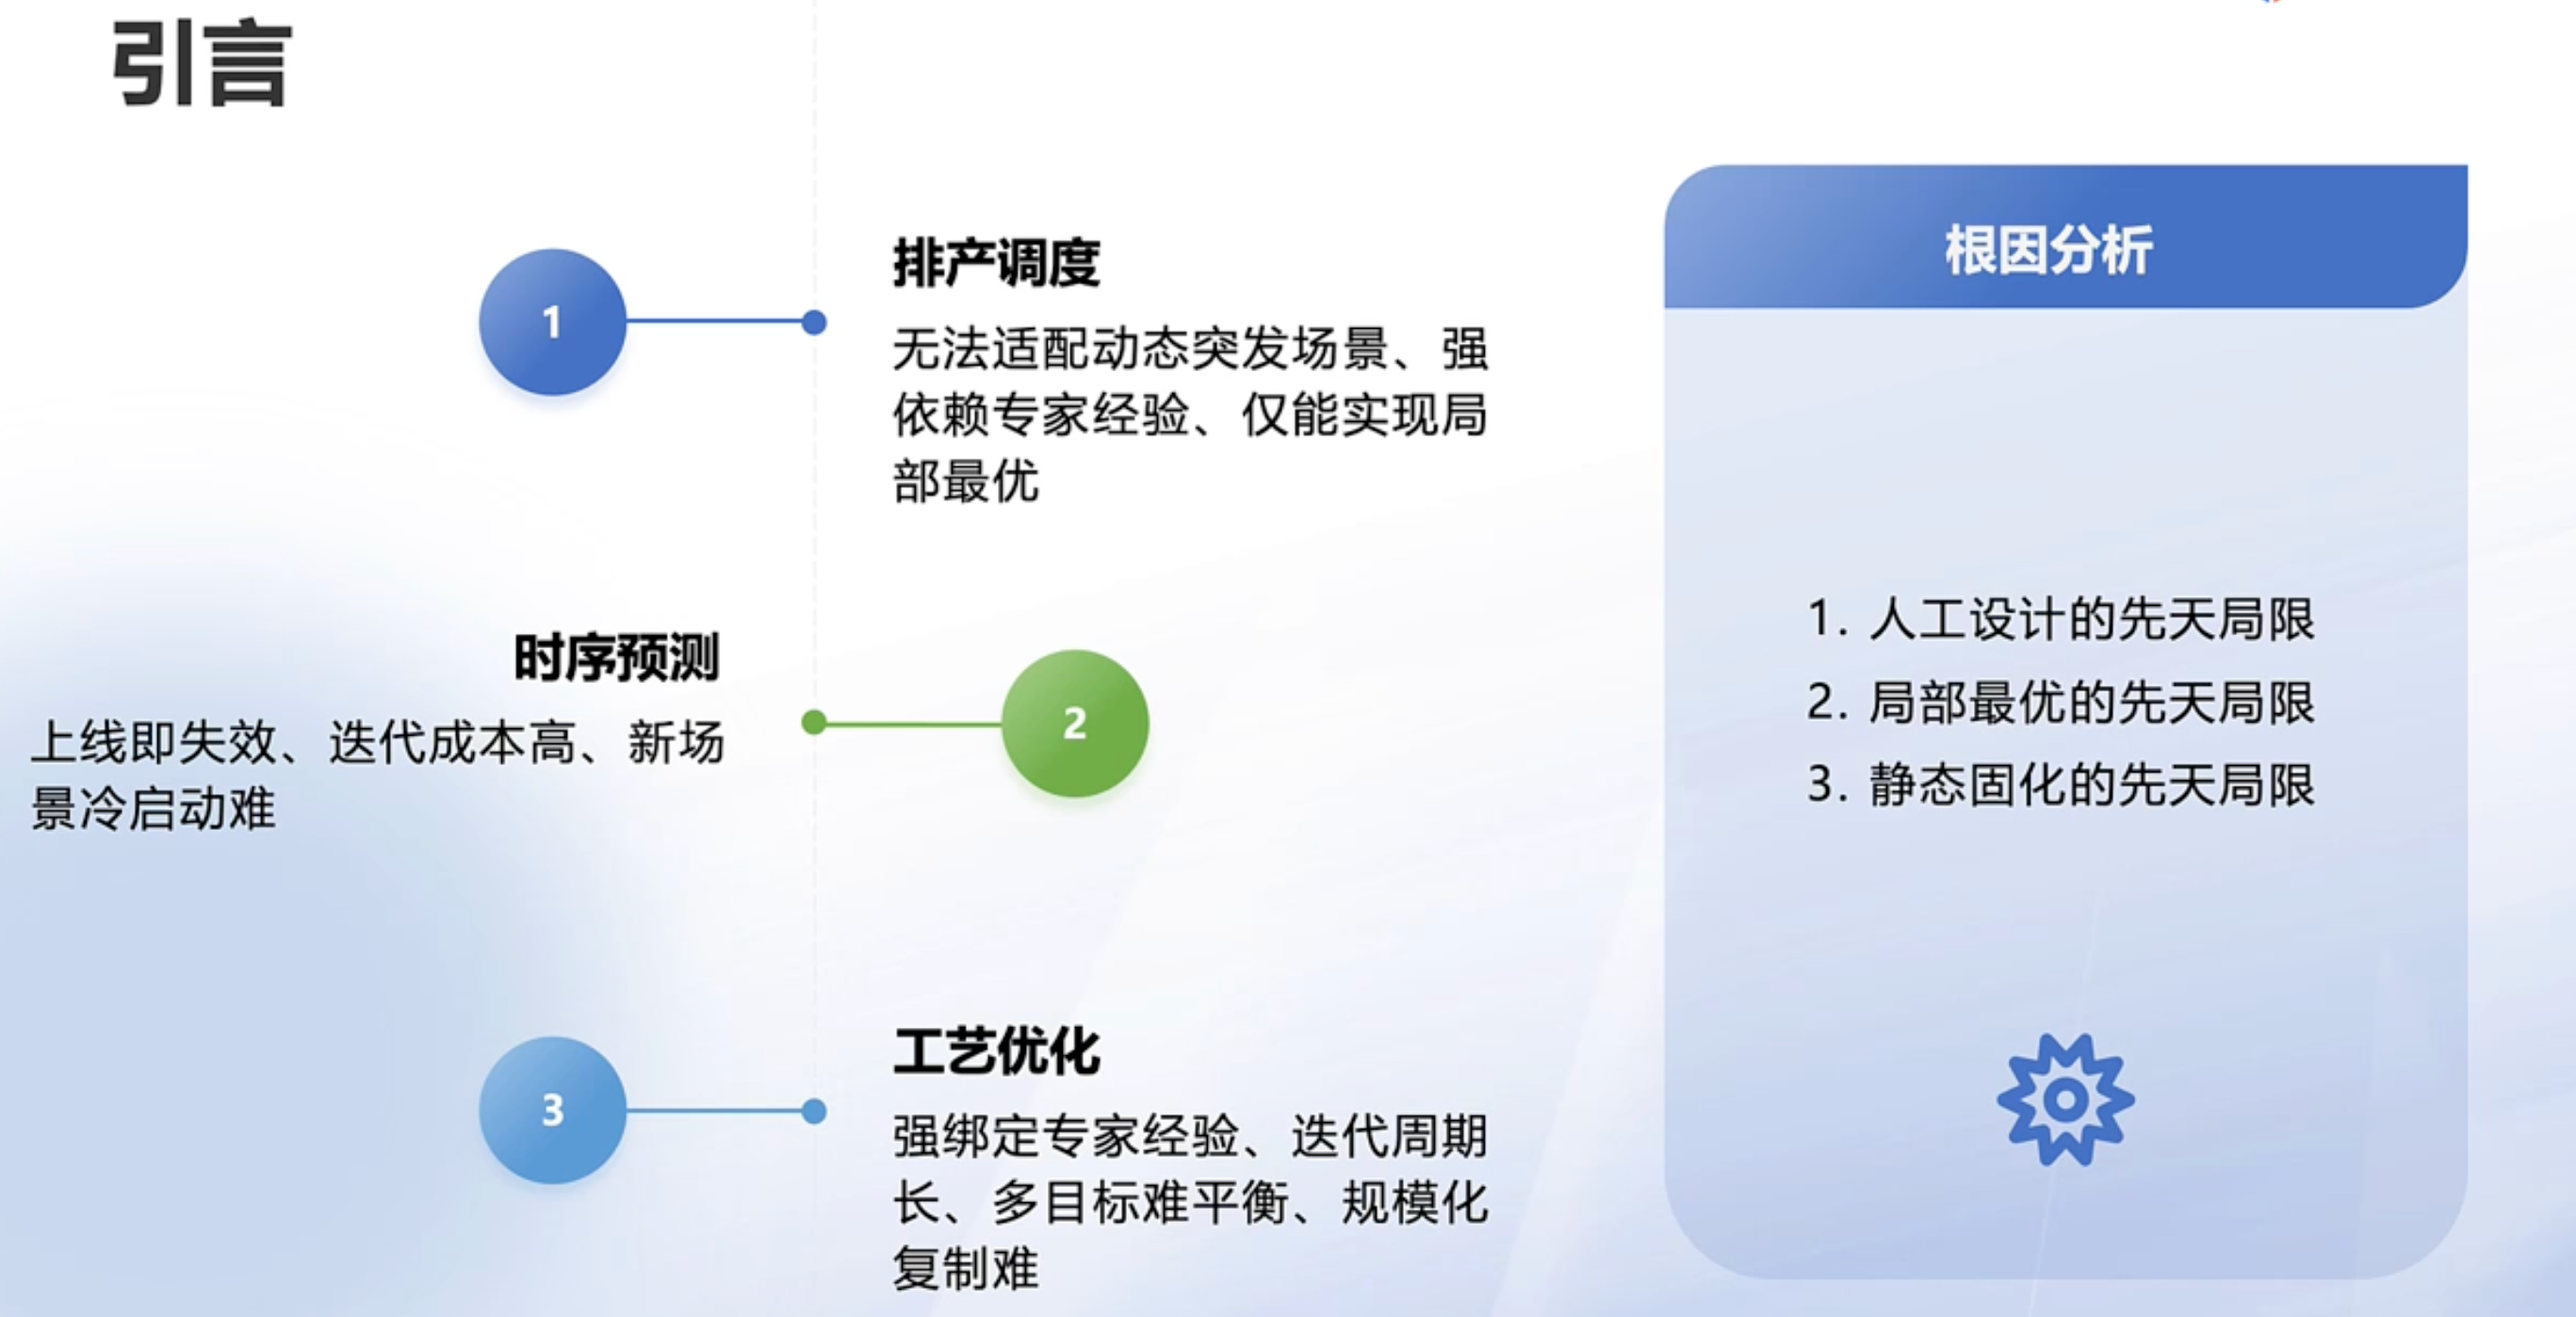 引言
1
排产调度
无法适配动态突发场景、强
依赖专家经验、仅能实现局
部最优
时序预测
上线即失效、迭代成本高、新场
景冷启动难
2
3
工艺优化
强绑定专家经验、迭代周期
长、多目标难平衡、规模化
复制难
根因分析
1. 人工设计的先天局限
2. 局部最优的先天局限
3. 静态固化的先天局限